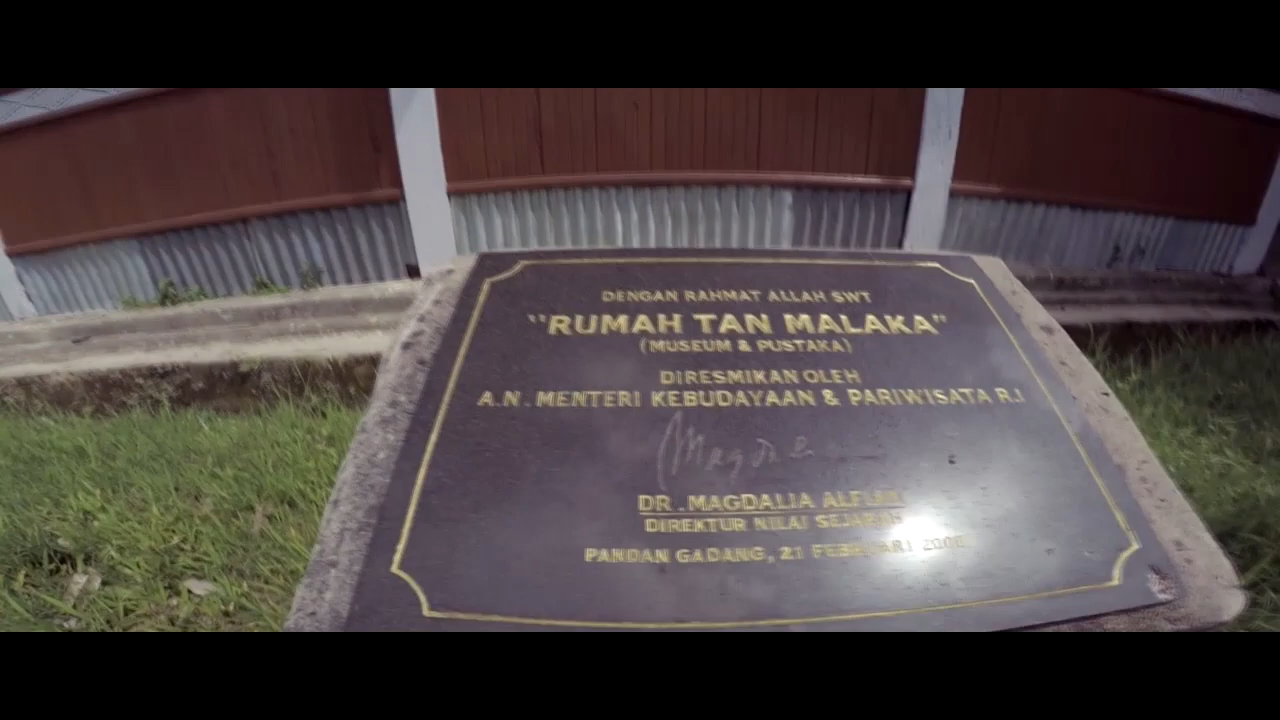 DENGAN RAHMAT ALLAH SWT
"RUMAH TAN MALAKA"
(MUSEUM & PUSTAKA)
DIRESMIKAN OLEH
A.N. MENTERI KEBUDAYAAN & PARIWISATA R.I
DR. MAGDALIA ALFIAN
DIREKTUR NILAI SEJARAH
PANDAN GADANG, 21 FEBRUARI